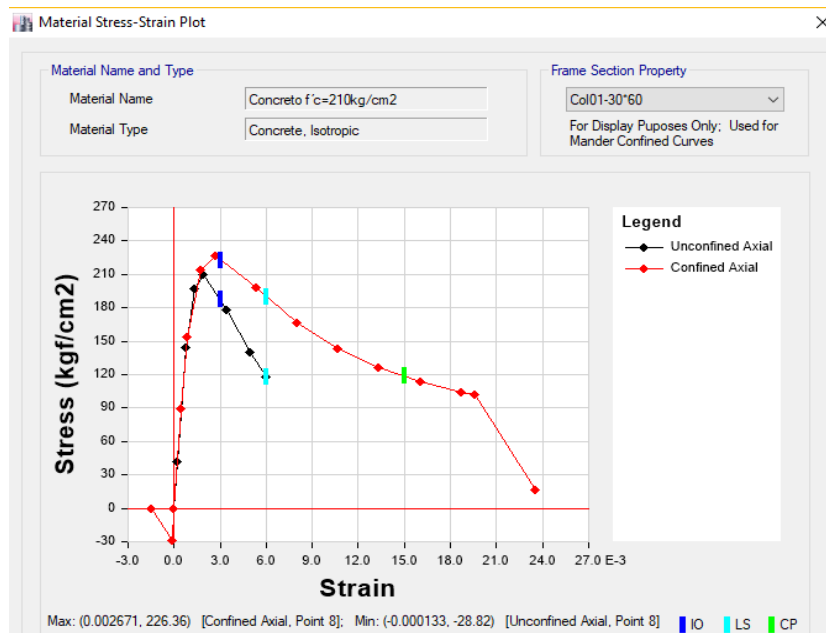 Material Stress-Strain Plot
Material Name and Type
Material Name
Concreto f´c=210kg/cm2
Material Type
Concrete, Isotropic
Frame Section Property
Col01-30*60
For Display Puposes Only; Used for
Mander Confined Curves
270
240
210
180
150
120
90
60
30
0
-30
Stress (kgf/cm2)
-3.0 0.0 3.0 6.0 9.0 12.0 15.0 18.0 21.0 24.0 27.0 E-3
Strain
Legend
Unconfined Axial
Confined Axial
Max: (0.002671, 226.36) [Confined Axial, Point 8]; Min: (-0.000133, -28.82) [Unconfined Axial, Point 8]
IO LS CP